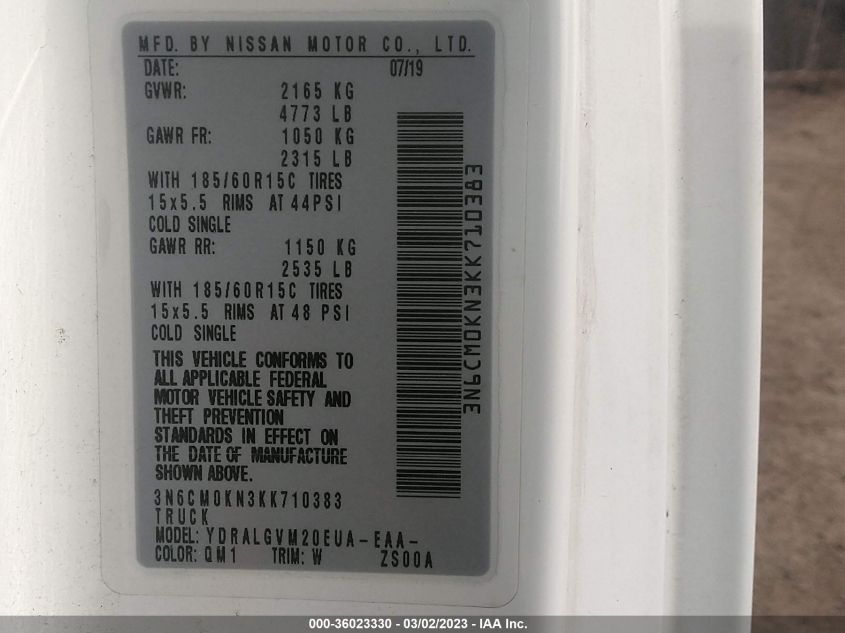 MFD. BY NISSAN MOTOR CO., LTD.
DATE: 07/19
GVWR: 2165 KG
4773 LB
GAWR FR: 1050 KG
2315 LB
WITH 185/60R15C TIRES
15x5.5 RIMS AT 44PSI
COLD SINGLE
GAWR RR: 1150 KG
2535 LB
WITH 185/60R15C TIRES
15x5.5 RIMS AT 48 PSI
COLD SINGLE
THIS VEHICLE CONFORMS TO
ALL APPLICABLE FEDERAL
MOTOR VEHICLE SAFETY AND
THEFT PREVENTION
STANDARDS IN EFFECT ON
THE DATE OF MANUFACTURE
SHOWN ABOVE.
3N6CM0KN3KK710383
TRUCK
MODEL: YDRALGVM20EUA-EAA-
COLOR: QM1 TRIM: W ZS00A
3N6CM0KN3KK710383
000-36023330 - 03/02/2023 - IAA Inc.